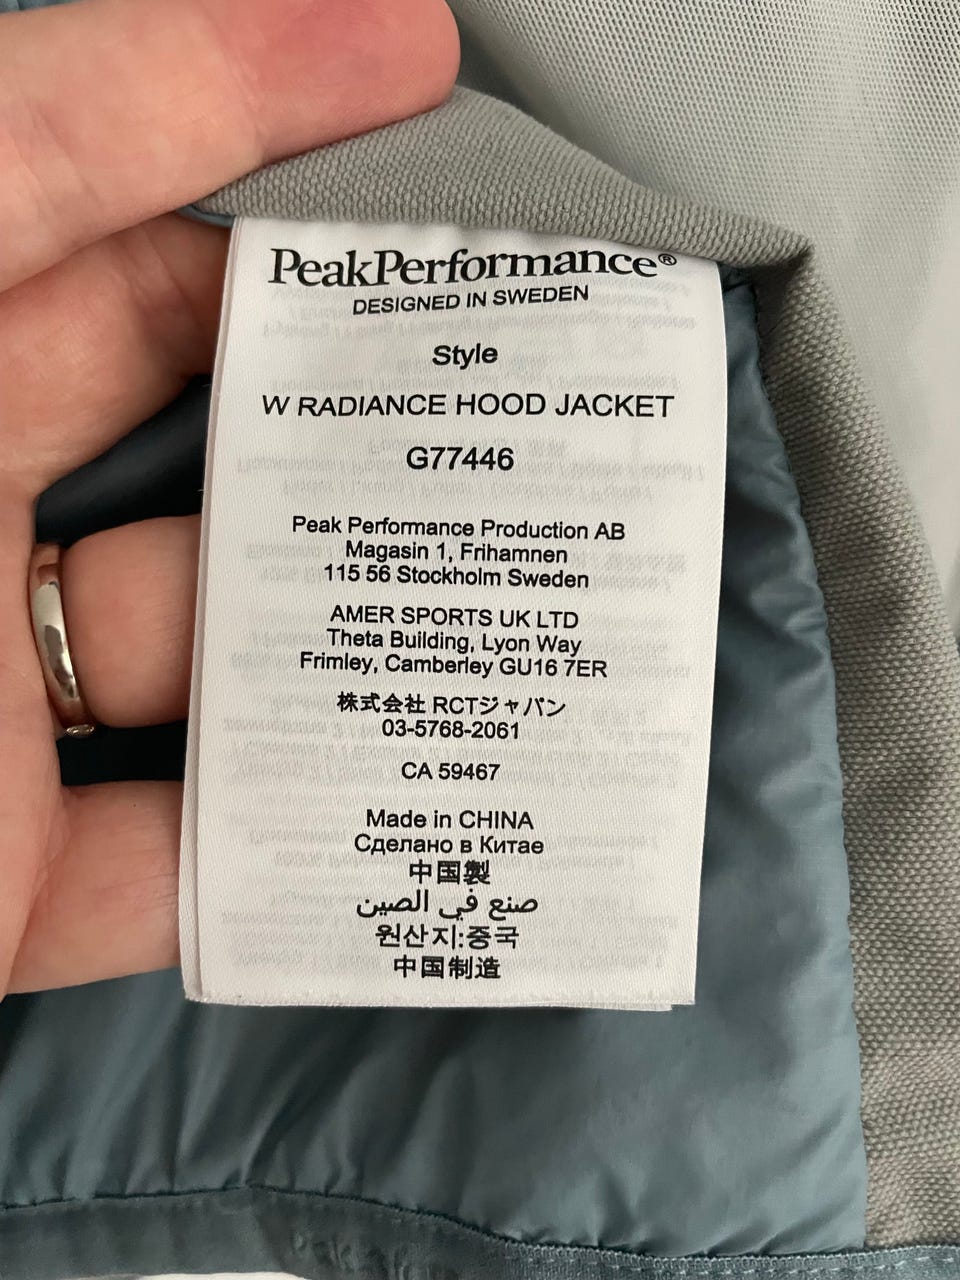 PeakPerformance®
DESIGNED IN SWEDEN
Style
W RADIANCE HOOD JACKET
G77446
Peak Performance Production AB
Magasin 1, Frihamnen
115 56 Stockholm Sweden
AMER SPORTS UK LTD
Theta Building, Lyon Way
Frimley, Camberley GU16 7ER
株式会社 RCTジャパン
03-5768-2061
CA 59467
Made in CHINA
Сделано в Китае
中国製
صنع في الصين
원산지:중국
中国制造